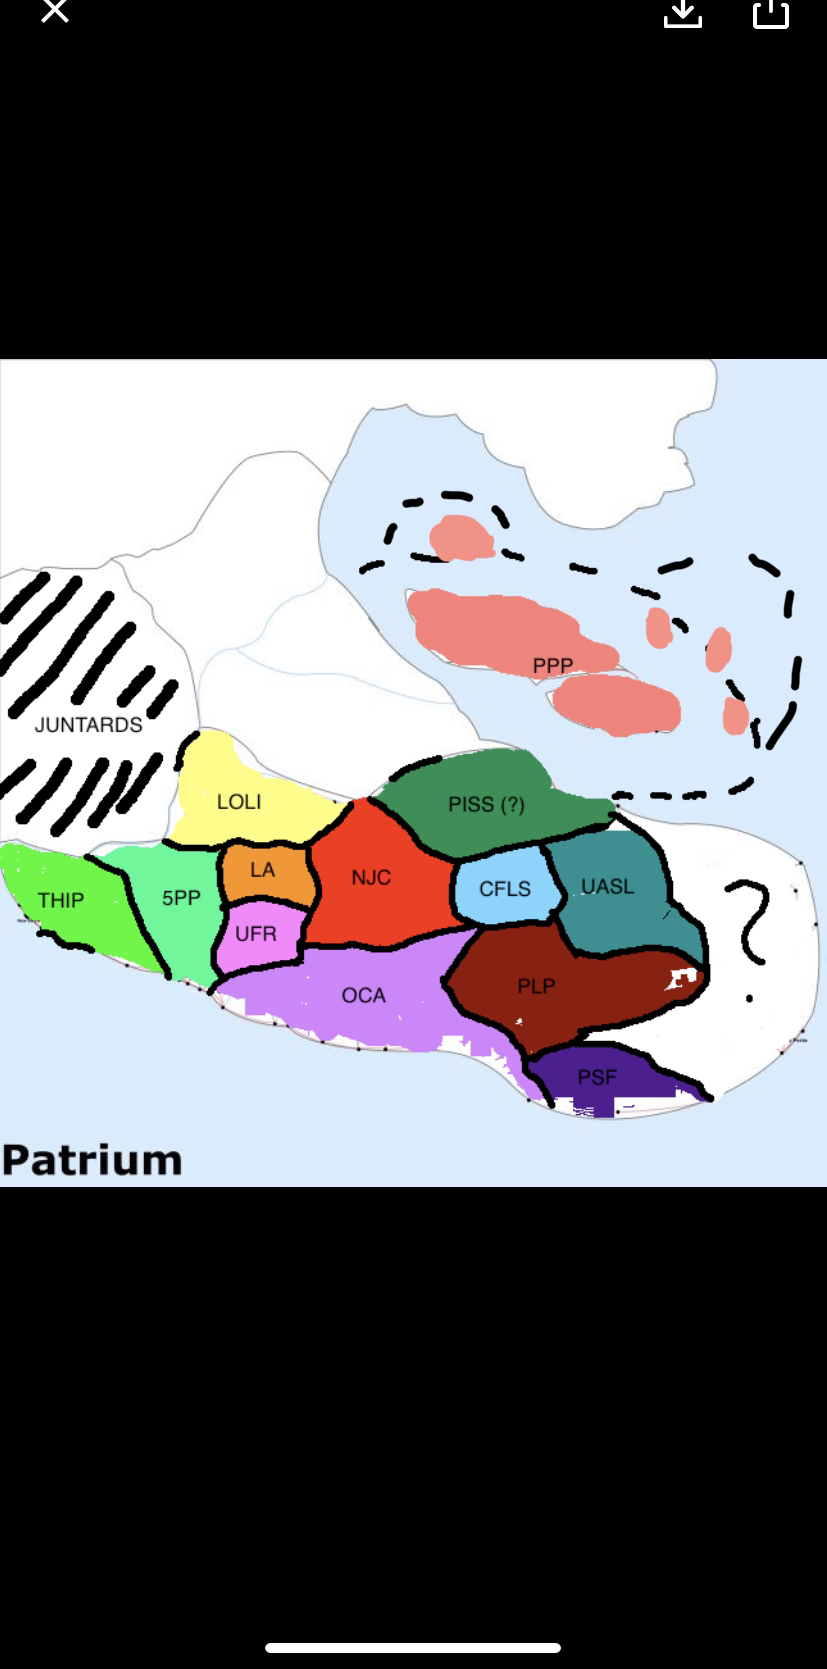 PPP
JUNTARDS
LOLI
PISS (?)
LA
NJC
CFLS
UASL
THIP
5PP
UFR
?
OCA
PLP
PSF
Patrium